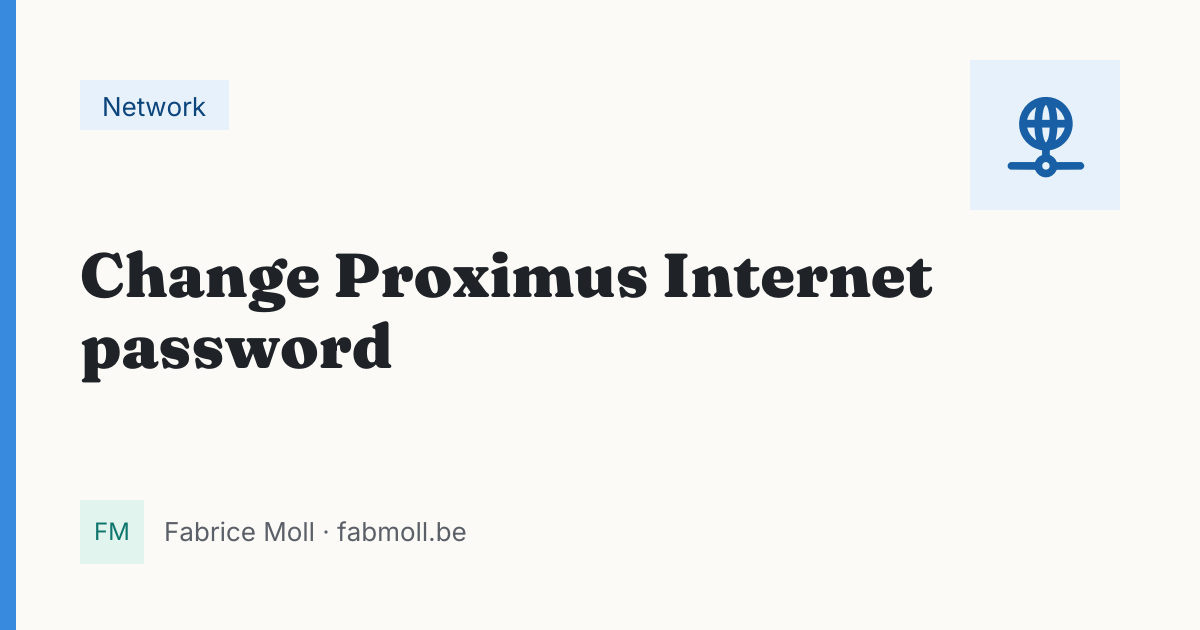 Network
Change Proximus Internet
password
FM
Fabrice Moll · fabmoll.be